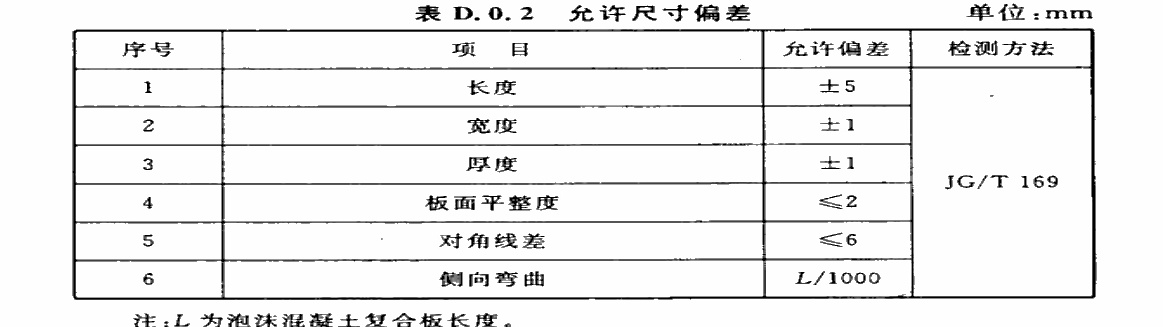 表 D.0.2 允许尺寸偏差 单位:mm
序号 项 目 允许偏差 检测方法
1 长度 ±5
2 宽度 ±1
3 厚度 ±1
JG/T 169
4 板面平整度 ≤2
5 对角线差 ≤6
6 侧向弯曲 L/1000
注:L 为泡沫混凝土复合板长度。